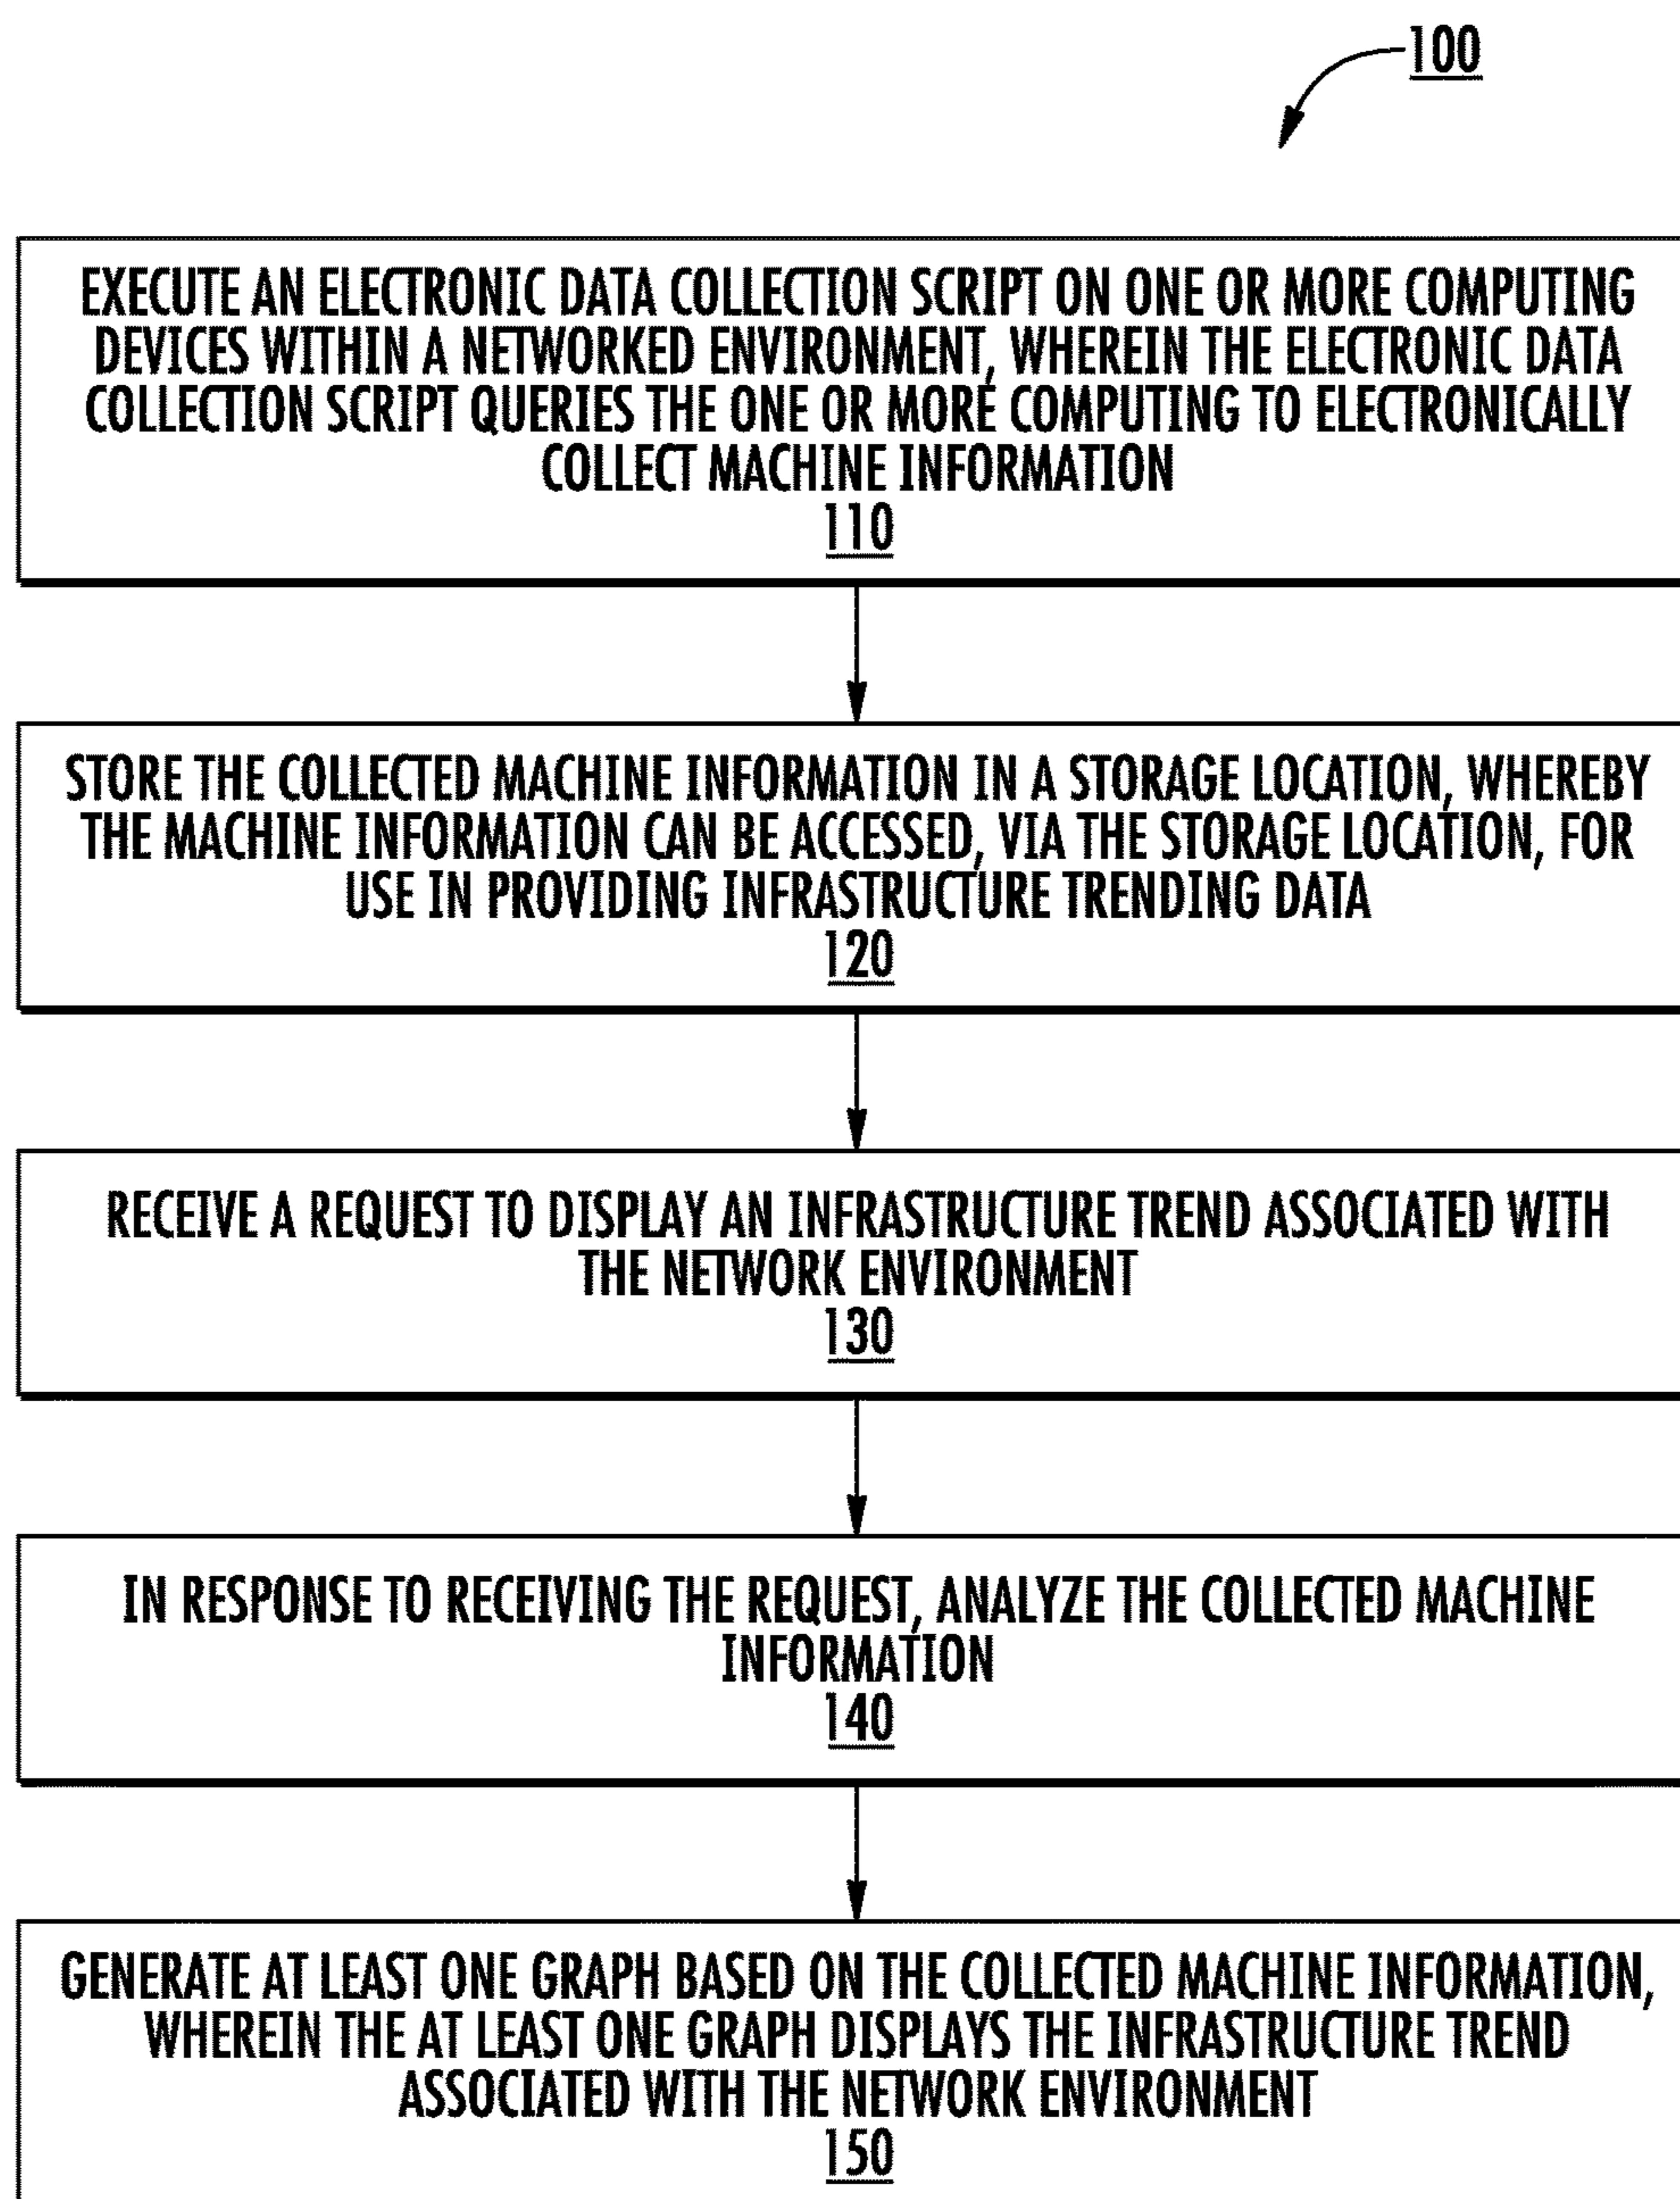 100
EXECUTE AN ELECTRONIC DATA COLLECTION SCRIPT ON ONE OR MORE COMPUTING
DEVICES WITHIN A NETWORKED ENVIRONMENT, WHEREIN THE ELECTRONIC DATA
COLLECTION SCRIPT QUERIES THE ONE OR MORE COMPUTING TO ELECTRONICALLY
COLLECT MACHINE INFORMATION
110
STORE THE COLLECTED MACHINE INFORMATION IN A STORAGE LOCATION, WHEREBY
THE MACHINE INFORMATION CAN BE ACCESSED, VIA THE STORAGE LOCATION, FOR
USE IN PROVIDING INFRASTRUCTURE TRENDING DATA
120
RECEIVE A REQUEST TO DISPLAY AN INFRASTRUCTURE TREND ASSOCIATED WITH
THE NETWORK ENVIRONMENT
130
IN RESPONSE TO RECEIVING THE REQUEST, ANALYZE THE COLLECTED MACHINE
INFORMATION
140
GENERATE AT LEAST ONE GRAPH BASED ON THE COLLECTED MACHINE INFORMATION,
WHEREIN THE AT LEAST ONE GRAPH DISPLAYS THE INFRASTRUCTURE TREND
ASSOCIATED WITH THE NETWORK ENVIRONMENT
150